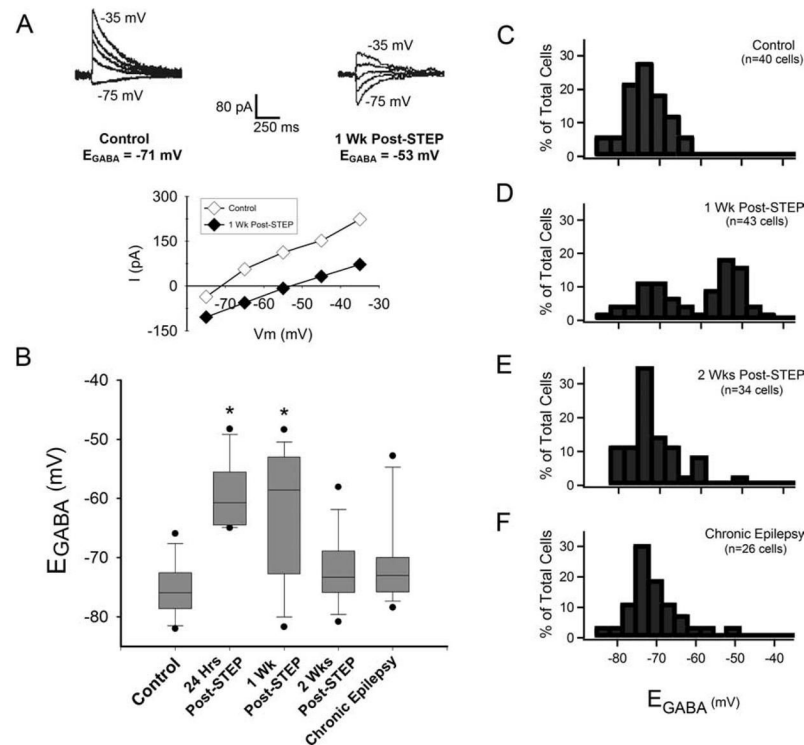 A
-35 mV
-75 mV
Control
E_GABA = -71 mV
80 pA
250 ms
-35 mV
-75 mV
1 Wk Post-STEP
E_GABA = -53 mV
300
150
0
-150
I (pA)
Control
1 Wk Post-STEP
-70 -60 -50 -40 -30
Vm (mV)
B
-40
-50
-60
-70
-80
E_GABA (mV)
* *
Control
24 Hrs
Post-STEP
1 Wk
Post-STEP
2 Wks
Post-STEP
Chronic Epilepsy
C
Control
(n=40 cells)
% of Total Cells
30
20
10
0
D
1 Wk Post-STEP
(n=43 cells)
% of Total Cells
30
20
10
0
E
2 Wks Post-STEP
(n=34 cells)
% of Total Cells
30
20
10
0
F
Chronic Epilepsy
(n=26 cells)
% of Total Cells
30
20
10
0
-80 -70 -60 -50 -40
E_GABA (mV)